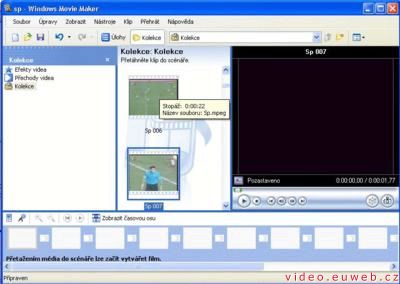 sp - Windows Movie Maker
Soubor Úpravy Zobrazit Nástroje Klip Přehrát Nápověda
Úlohy Kolekce Kolekce
Kolekce
Efekty videa
Přechody videa
Kolekce
Kolekce: Kolekce
Přetáhněte klip do scénáře.
Stopáž: 0:00:22
Název souboru: Sp.mpeg
Sp 006
Sp 007
Sp 007
Pozastaveno
0:00:00,00 / 0:00:01,77
Zobrazit časovou osu
Přetažením média do scénáře lze začít vytvářet film.
Připraven
video.euweb.cz